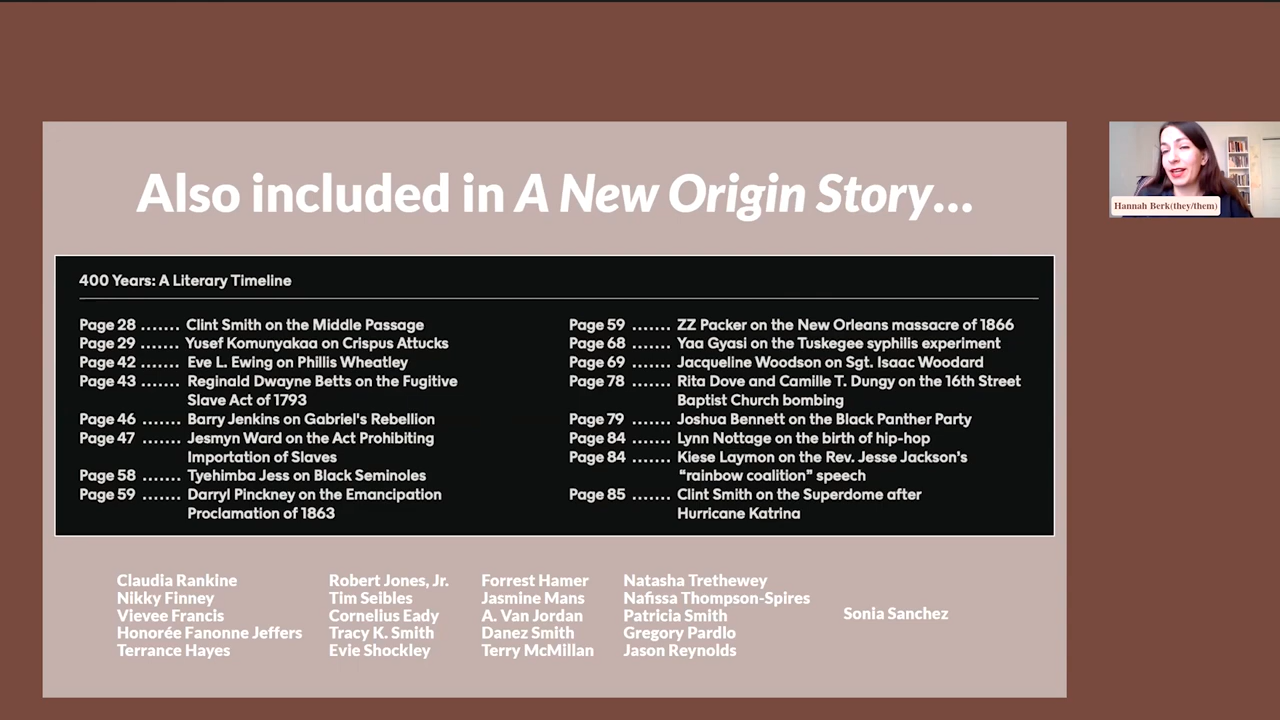 Also included in A New Origin Story...
400 Years: A Literary Timeline
Page 28 ....... Clint Smith on the Middle Passage
Page 29 ....... Yusef Komunyakaa on Crispus Attucks
Page 42 ....... Eve L. Ewing on Phillis Wheatley
Page 43 ....... Reginald Dwayne Betts on the Fugitive
Slave Act of 1793
Page 46 ....... Barry Jenkins on Gabriel's Rebellion
Page 47 ....... Jesmyn Ward on the Act Prohibiting
Importation of Slaves
Page 58 ....... Tyehimba Jess on Black Seminoles
Page 59 ....... Darryl Pinckney on the Emancipation
Proclamation of 1863
Page 59 ....... ZZ Packer on the New Orleans massacre of 1866
Page 68 ....... Yaa Gyasi on the Tuskegee syphilis experiment
Page 69 ....... Jacqueline Woodson on Sgt. Isaac Woodard
Page 78 ....... Rita Dove and Camille T. Dungy on the 16th Street
Baptist Church bombing
Page 79 ....... Joshua Bennett on the Black Panther Party
Page 84 ....... Lynn Nottage on the birth of hip-hop
Page 84 ....... Kiese Laymon on the Rev. Jesse Jackson's
“rainbow coalition” speech
Page 85 ....... Clint Smith on the Superdome after
Hurricane Katrina
Claudia Rankine
Nikky Finney
Vievee Francis
Honorée Fanonne Jeffers
Terrance Hayes
Robert Jones, Jr.
Tim Seibles
Cornelius Eady
Tracy K. Smith
Evie Shockley
Forrest Hamer
Jasmine Mans
A. Van Jordan
Danez Smith
Terry McMillan
Natasha Trethewey
Nafissa Thompson-Spires
Patricia Smith
Gregory Pardlo
Jason Reynolds
Sonia Sanchez
Hannah Berk(they/them)